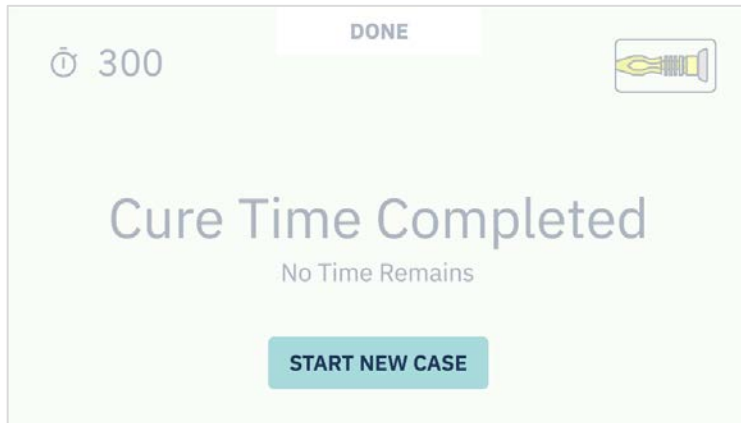 DONE
300
Cure Time Completed
No Time Remains
START NEW CASE